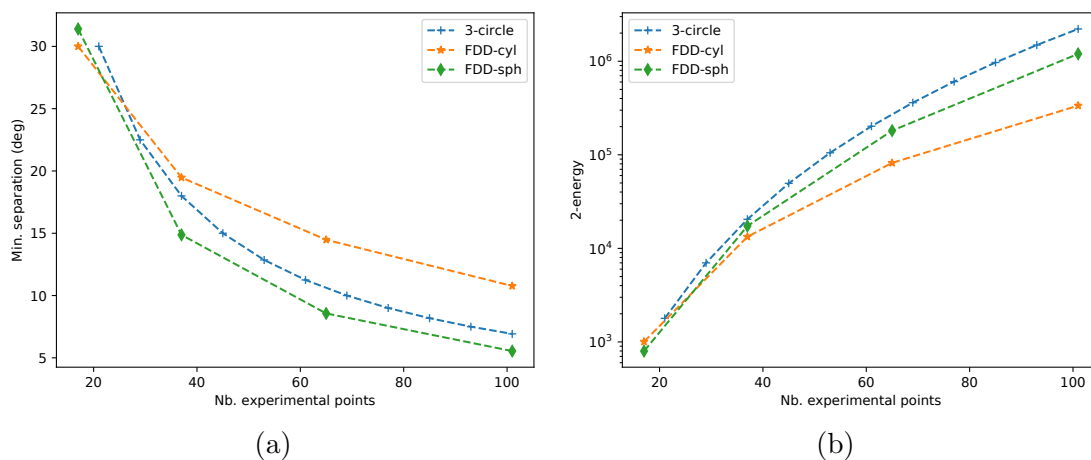 3-circle
FDD-cyl
FDD-sph
30
25
20
15
10
5
Min. separation (deg)
20 40 60 80 100
Nb. experimental points
(a)
3-circle
FDD-cyl
FDD-sph
10^6
10^5
10^4
10^3
2-energy
20 40 60 80 100
Nb. experimental points
(b)